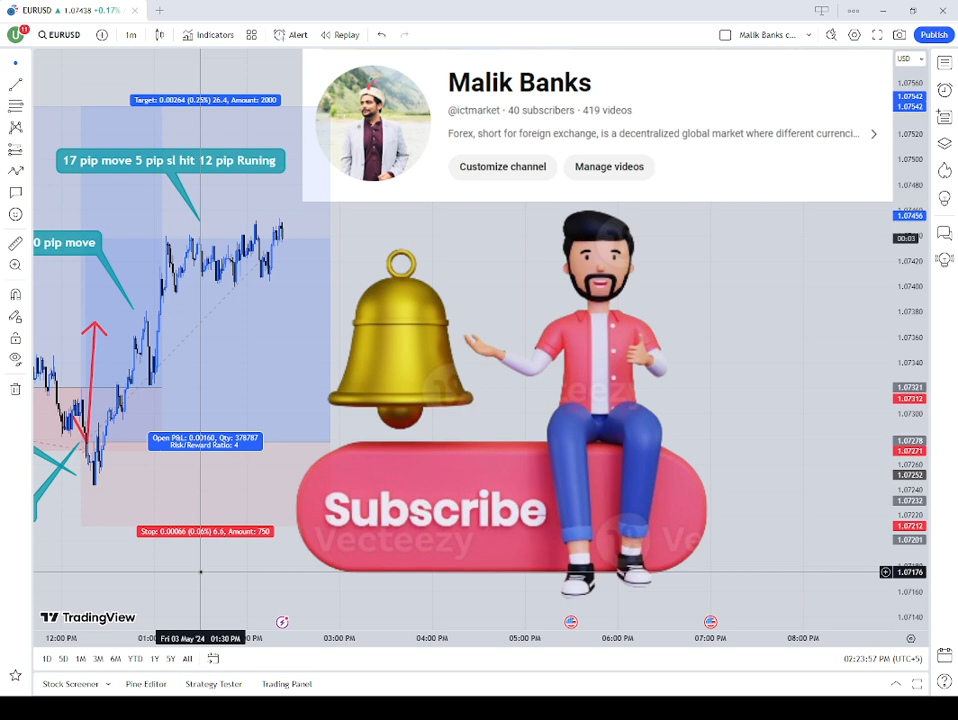 EURUSD ▲ 1.07438 +0.17%
U 11
EURUSD
1m
Indicators
Alert
Replay
Malik Banks c...
Publish
Malik Banks
@ictmarket · 40 subscribers · 419 videos
Forex, short for foreign exchange, is a decentralized global market where different currenci...
Customize channel
Manage videos
USD
Target: 0.00264 (0.25%) 26.4, Amount: 2000
17 pip move 5 pip sl hit 12 pip Runing
0 pip move
Open P&L: 0.00160, Qty: 378787
Risk/Reward Ratio: 4
Stop: 0.00066 (0.06%) 6.6, Amount: 750
Subscribe
Vecteezy
1.07560
1.07542
1.07542
1.07520
1.07500
1.07480
1.07456
00:03
1.07420
1.07400
1.07380
1.07360
1.07340
1.07321
1.07312
1.07300
1.07278
1.07271
1.07260
1.07252
1.07240
1.07232
1.07220
1.07212
1.07201
1.07176
1.07160
1.07140
TradingView
12:00 PM
Fri 03 May '24 01:30 PM
03:00 PM
04:00 PM
05:00 PM
06:00 PM
07:00 PM
08:00 PM
1D 5D 1M 3M 6M YTD 1Y 5Y All
02:23:57 PM (UTC+5)
Stock Screener
Pine Editor
Strategy Tester
Trading Panel